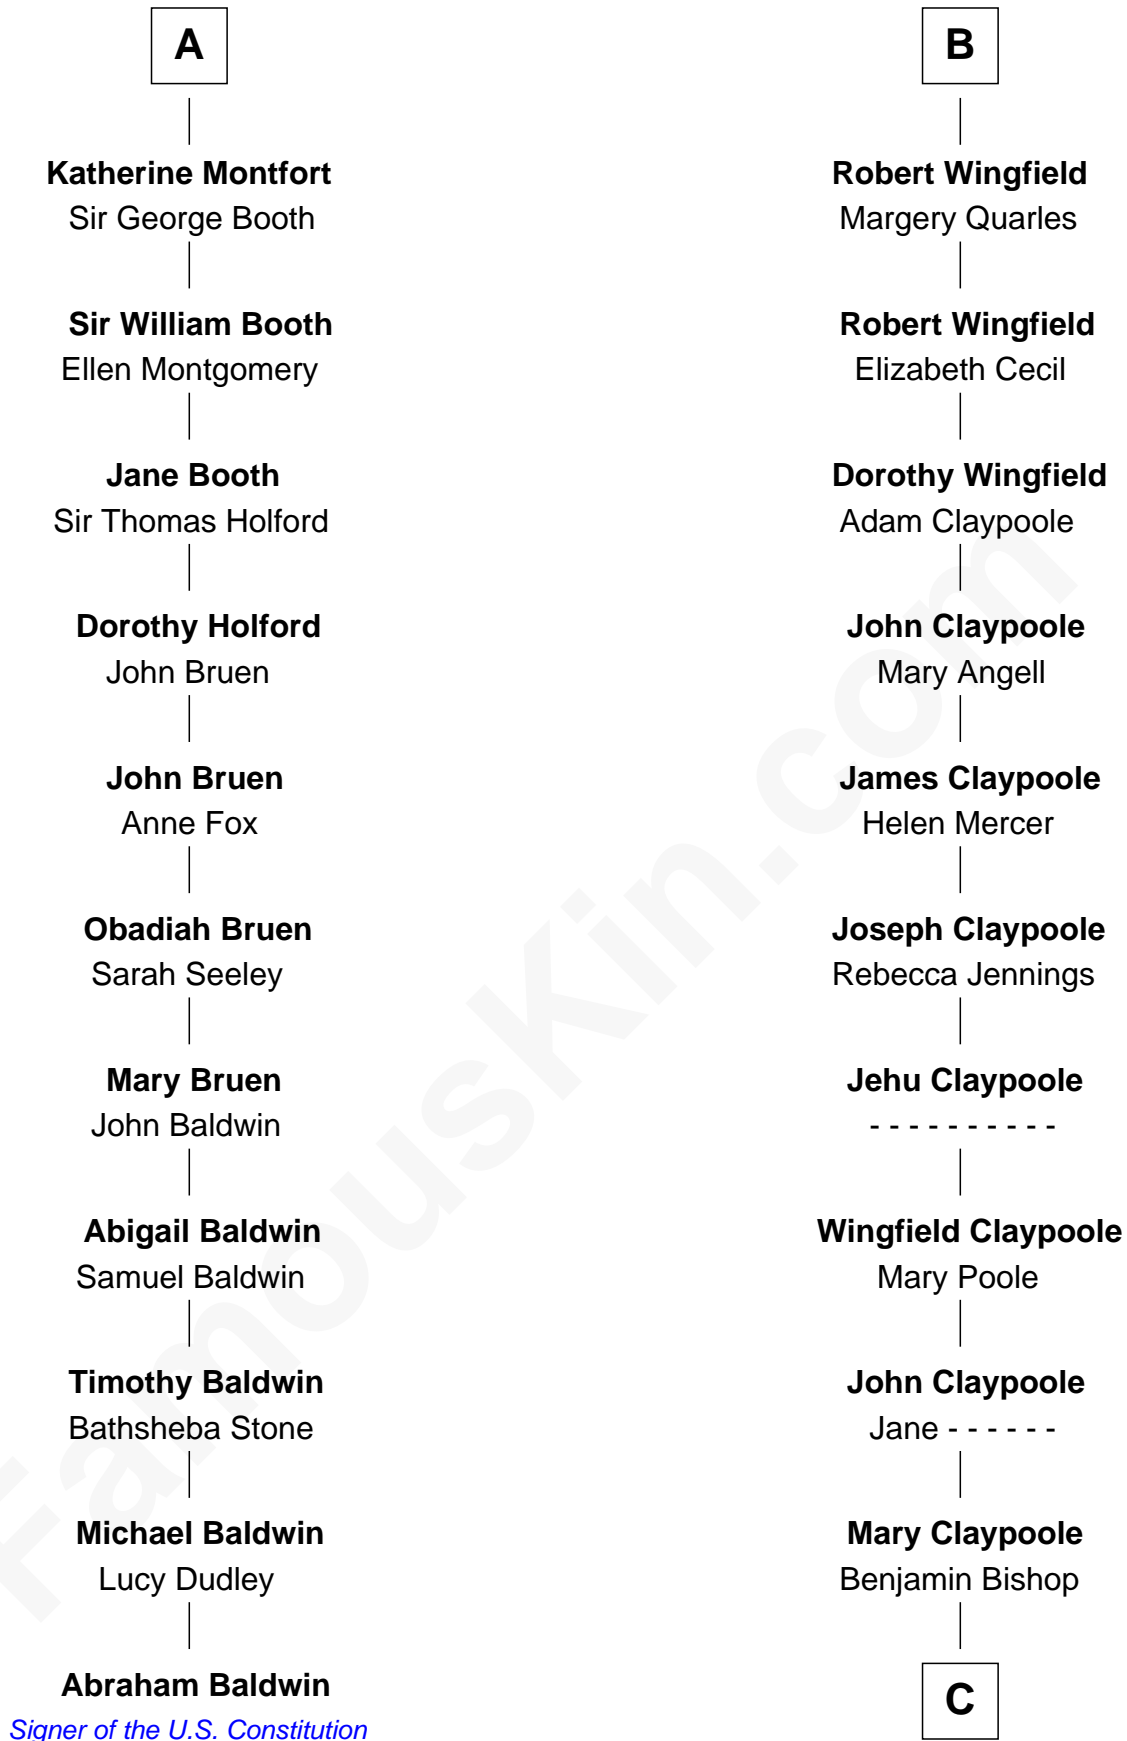 A
Katherine Montfort
Sir George Booth
Sir William Booth
Ellen Montgomery
Jane Booth
Sir Thomas Holford
Dorothy Holford
John Bruen
John Bruen
Anne Fox
Obadiah Bruen
Sarah Seeley
Mary Bruen
John Baldwin
Abigail Baldwin
Samuel Baldwin
Timothy Baldwin
Bathsheba Stone
Michael Baldwin
Lucy Dudley
Abraham Baldwin
Signer of the U.S. Constitution
B
Robert Wingfield
Margery Quarles
Robert Wingfield
Elizabeth Cecil
Dorothy Wingfield
Adam Claypoole
John Claypoole
Mary Angell
James Claypoole
Helen Mercer
Joseph Claypoole
Rebecca Jennings
Jehu Claypoole
- - - - - - - - - -
Wingfield Claypoole
Mary Poole
John Claypoole
Jane - - - - - -
Mary Claypoole
Benjamin Bishop
C
FamousKin.com